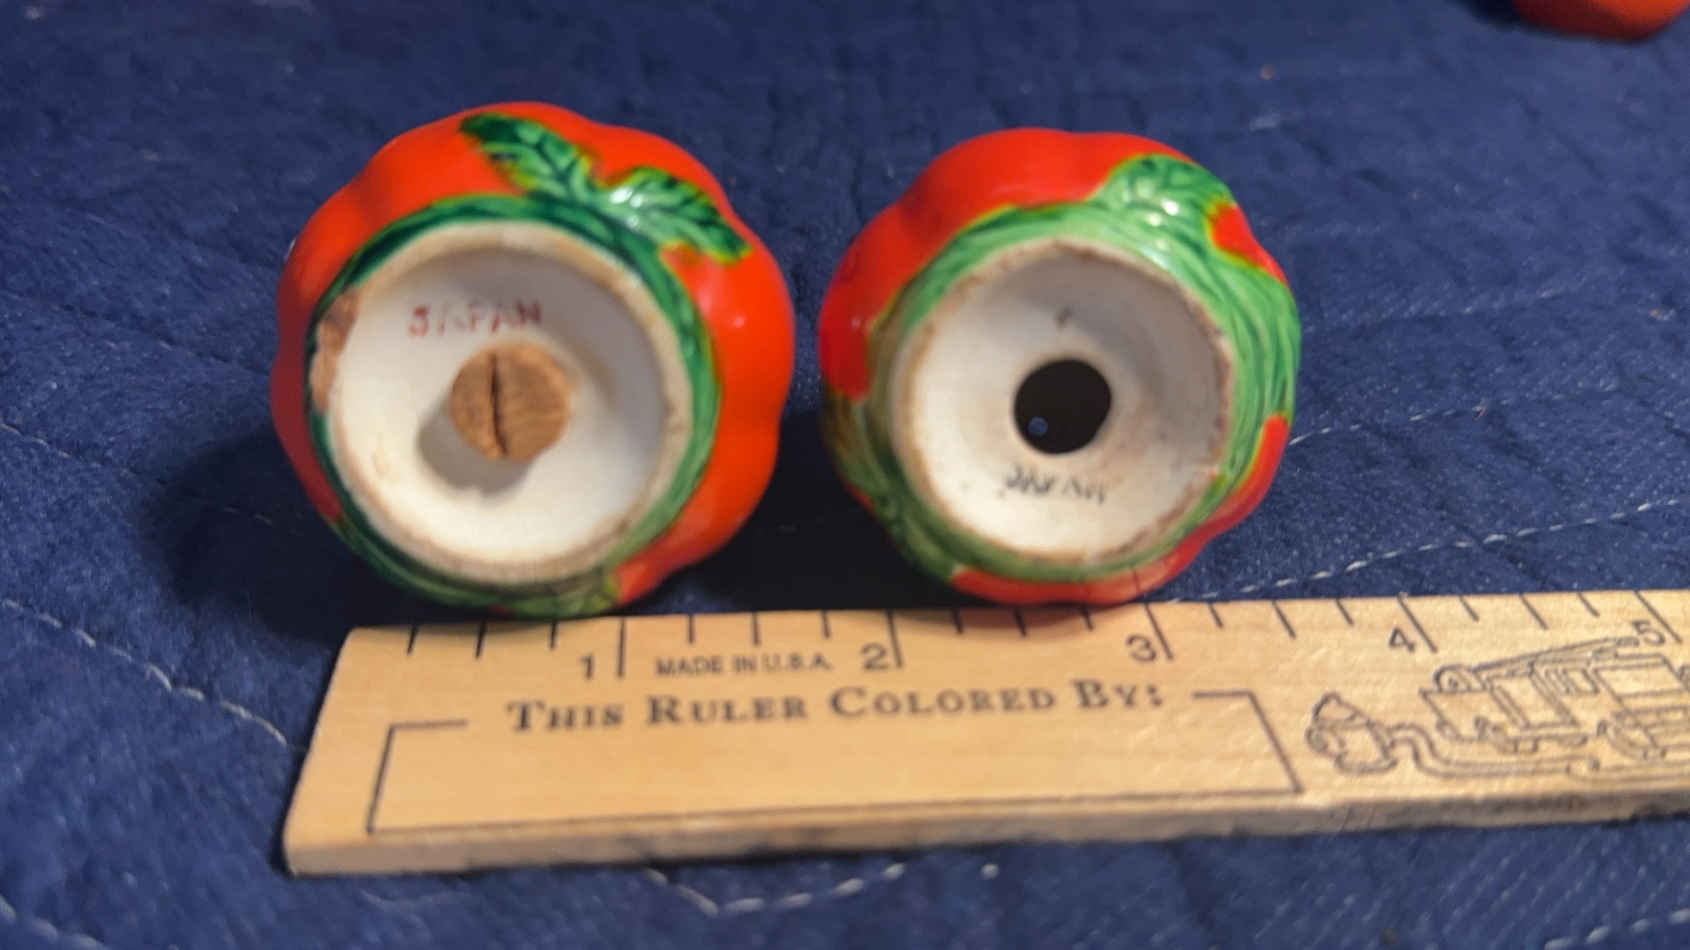 JAPAN
JAPAN
1 MADE IN U.S.A. 2 3 4 5
THIS RULER COLORED BY: